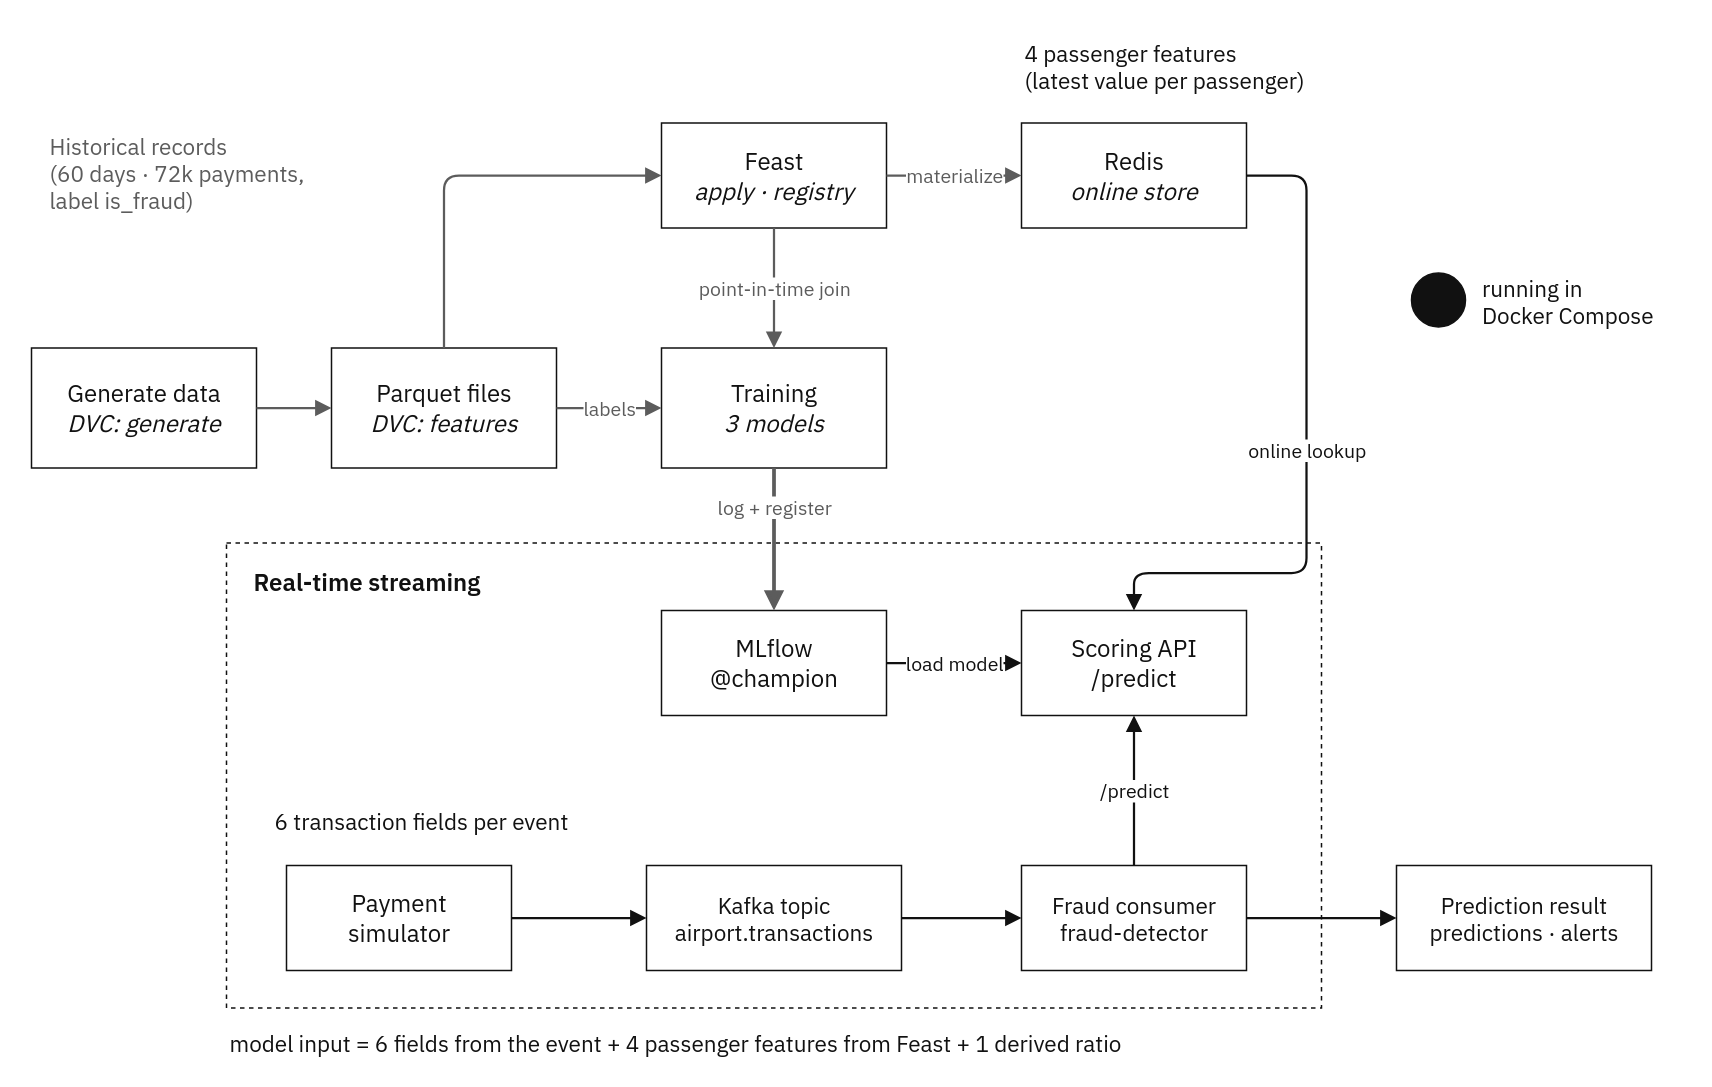 4 passenger features
(latest value per passenger)
Historical records
(60 days · 72k payments,
label is_fraud)
Feast
apply · registry
materialize
Redis
online store
point-in-time join
running in
Docker Compose
Generate data
DVC: generate
Parquet files
DVC: features
labels
Training
3 models
online lookup
log + register
Real-time streaming
MLflow
@champion
load model
Scoring API
/predict
/predict
6 transaction fields per event
Payment
simulator
Kafka topic
airport.transactions
Fraud consumer
fraud-detector
Prediction result
predictions · alerts
model input = 6 fields from the event + 4 passenger features from Feast + 1 derived ratio